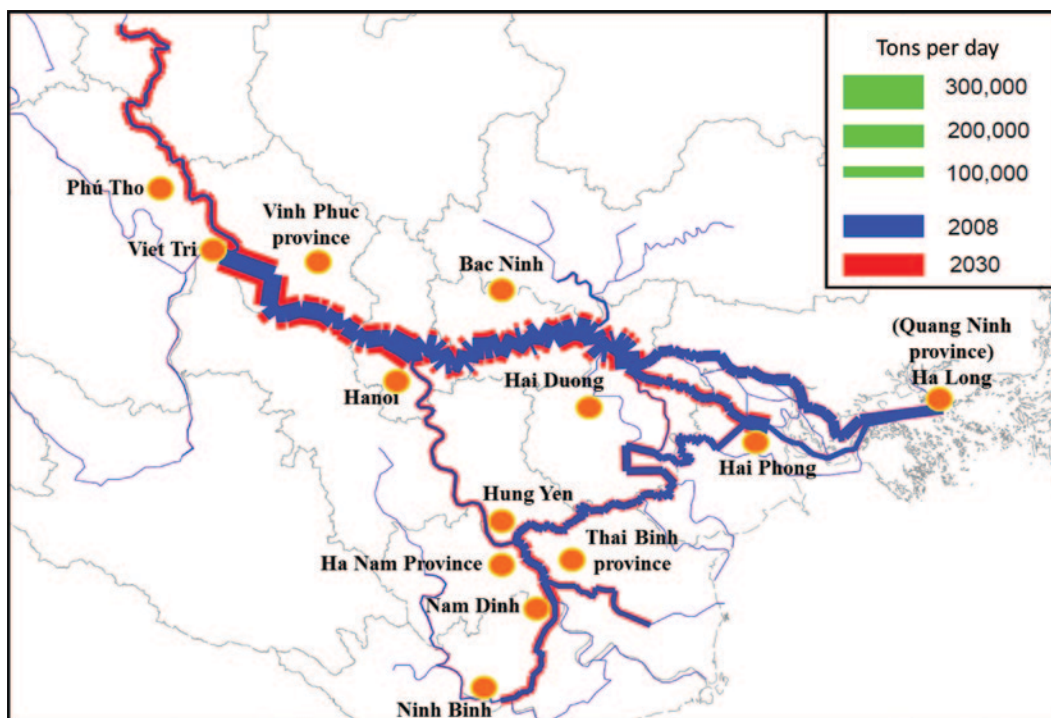 Tons per day
300,000
200,000
100,000
2008
2030
Phú Tho
Vinh Phuc
province
Viet Tri
Bac Ninh
(Quang Ninh
province)
Ha Long
Hanoi
Hai Duong
Hai Phong
Hung Yen
Thai Binh
province
Ha Nam Province
Nam Dinh
Ninh Binh